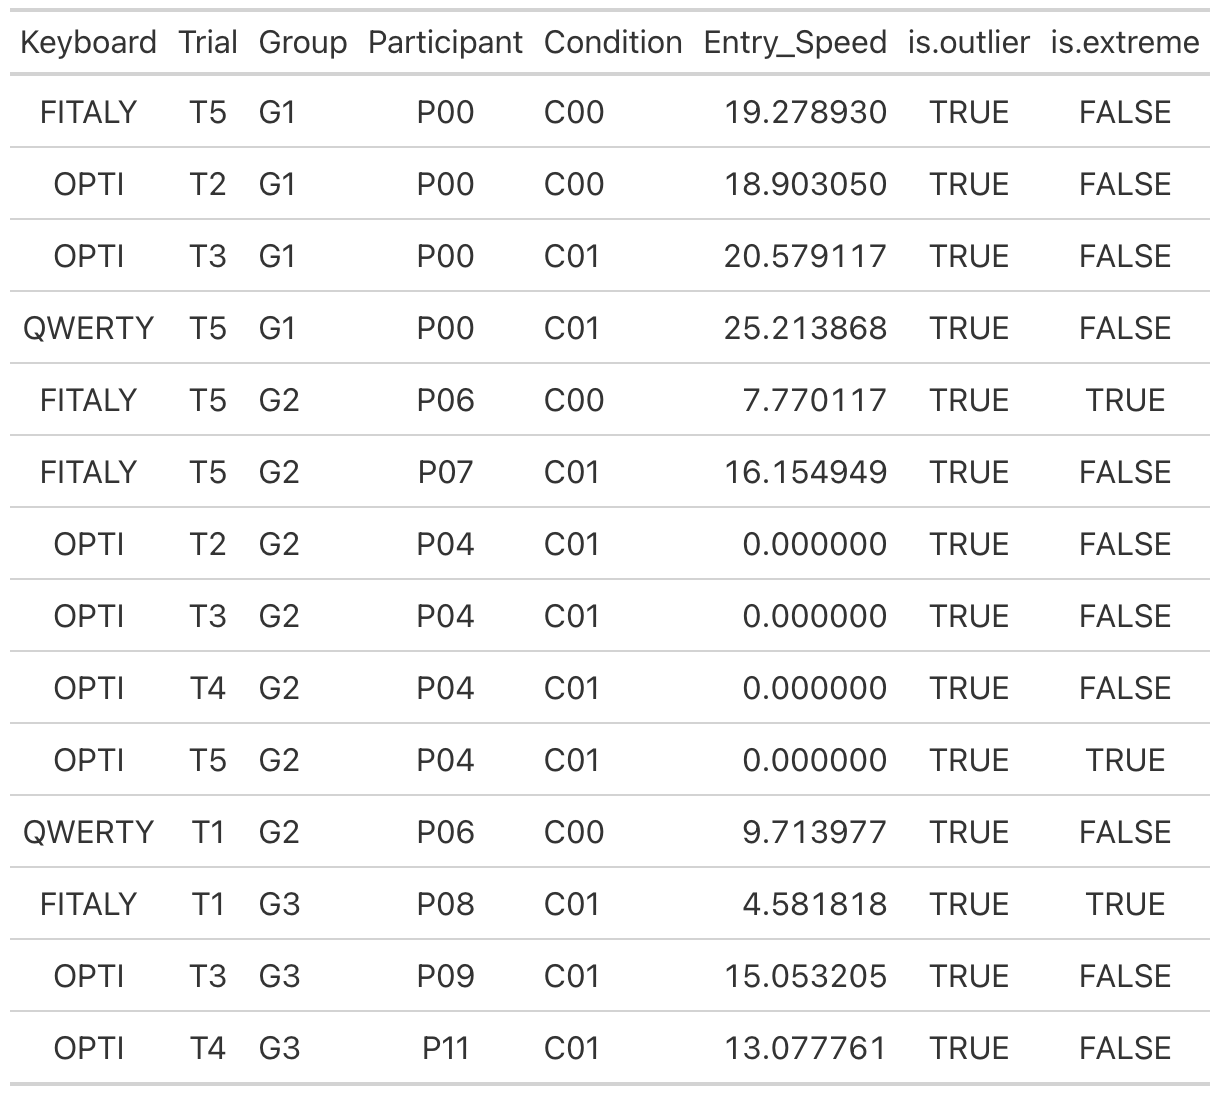 Keyboard Trial Group Participant Condition Entry_Speed is.outlier is.extreme
FITALY T5 G1 P00 C00 19.278930 TRUE FALSE
OPTI T2 G1 P00 C00 18.903050 TRUE FALSE
OPTI T3 G1 P00 C01 20.579117 TRUE FALSE
QWERTY T5 G1 P00 C01 25.213868 TRUE FALSE
FITALY T5 G2 P06 C00 7.770117 TRUE TRUE
FITALY T5 G2 P07 C01 16.154949 TRUE FALSE
OPTI T2 G2 P04 C01 0.000000 TRUE FALSE
OPTI T3 G2 P04 C01 0.000000 TRUE FALSE
OPTI T4 G2 P04 C01 0.000000 TRUE FALSE
OPTI T5 G2 P04 C01 0.000000 TRUE TRUE
QWERTY T1 G2 P06 C00 9.713977 TRUE FALSE
FITALY T1 G3 P08 C01 4.581818 TRUE TRUE
OPTI T3 G3 P09 C01 15.053205 TRUE FALSE
OPTI T4 G3 P11 C01 13.077761 TRUE FALSE